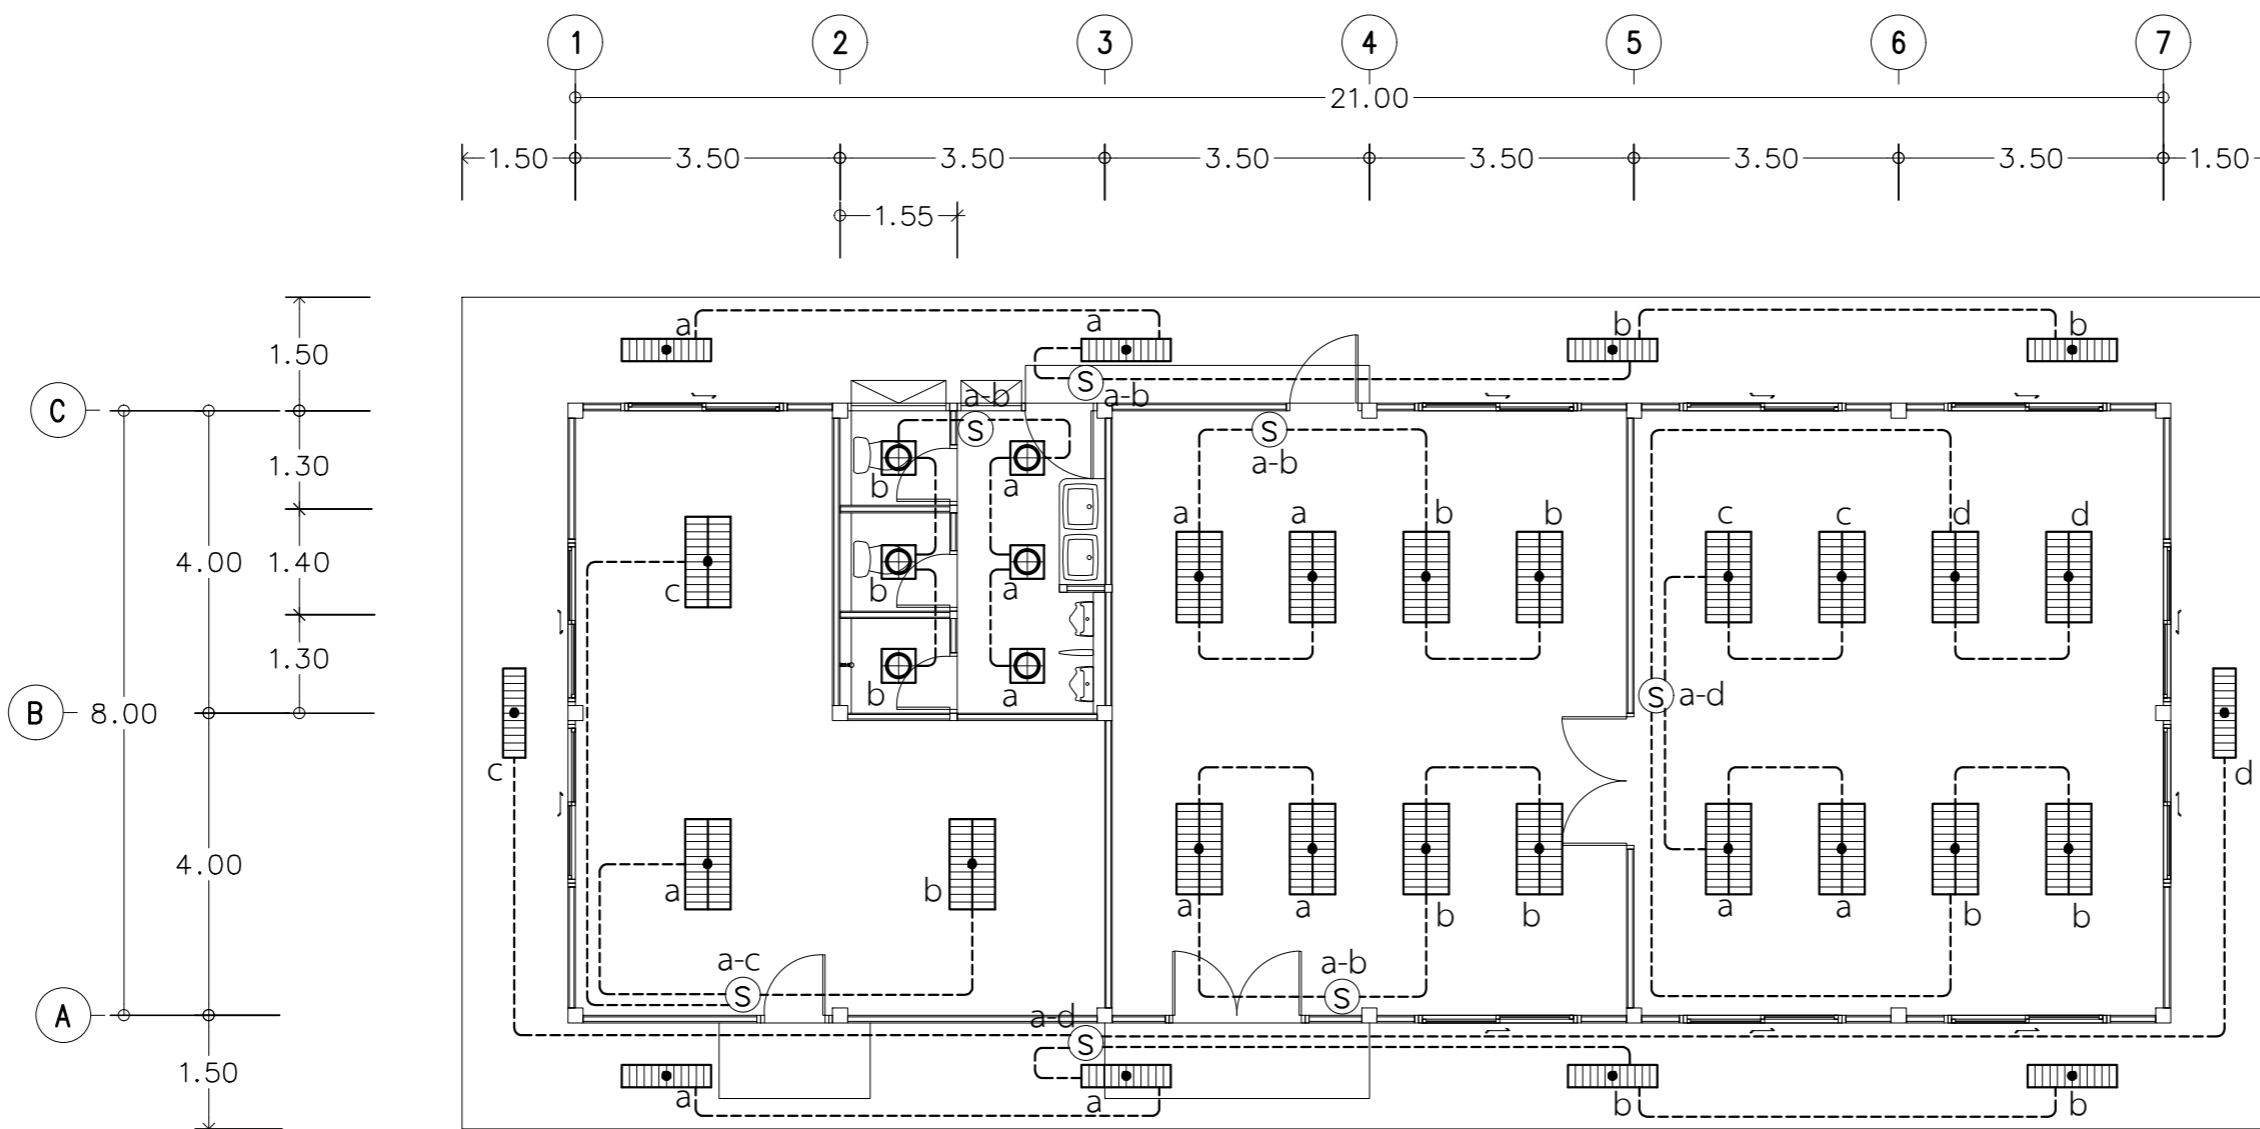 1 2 3 4 5 6 7
21.00
1.50 3.50 3.50 3.50 3.50 3.50 3.50 1.50
1.55
a a b b
1.50
S
C a-b a-b
S S
a-b
1.30
b a
a a b b c c d d
4.00 1.40
b a
c
1.30
b a
S a-d
B 8.00
c d
4.00
a b
a a b b a a b b
a-c a-b
S S
A
a-d
S
1.50
a a b b